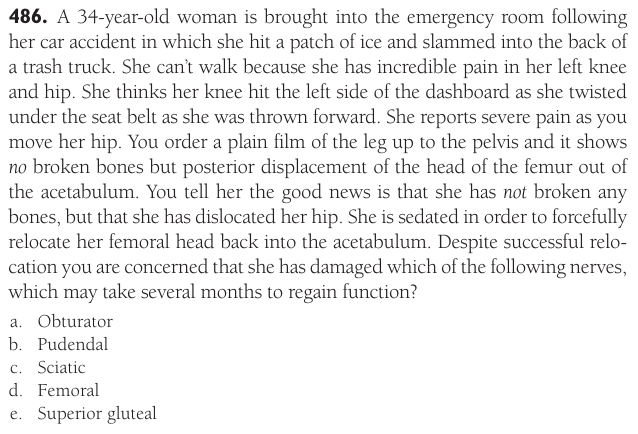 486. A 34-year-old woman is brought into the emergency room following
her car accident in which she hit a patch of ice and slammed into the back of
a trash truck. She can't walk because she has incredible pain in her left knee
and hip. She thinks her knee hit the left side of the dashboard as she twisted
under the seat belt as she was thrown forward. She reports severe pain as you
move her hip. You order a plain film of the leg up to the pelvis and it shows
no broken bones but posterior displacement of the head of the femur out of
the acetabulum. You tell her the good news is that she has not broken any
bones, but that she has dislocated her hip. She is sedated in order to forcefully
relocate her femoral head back into the acetabulum. Despite successful relo-
cation you are concerned that she has damaged which of the following nerves,
which may take several months to regain function?
a. Obturator
b. Pudendal
c. Sciatic
d. Femoral
e. Superior gluteal